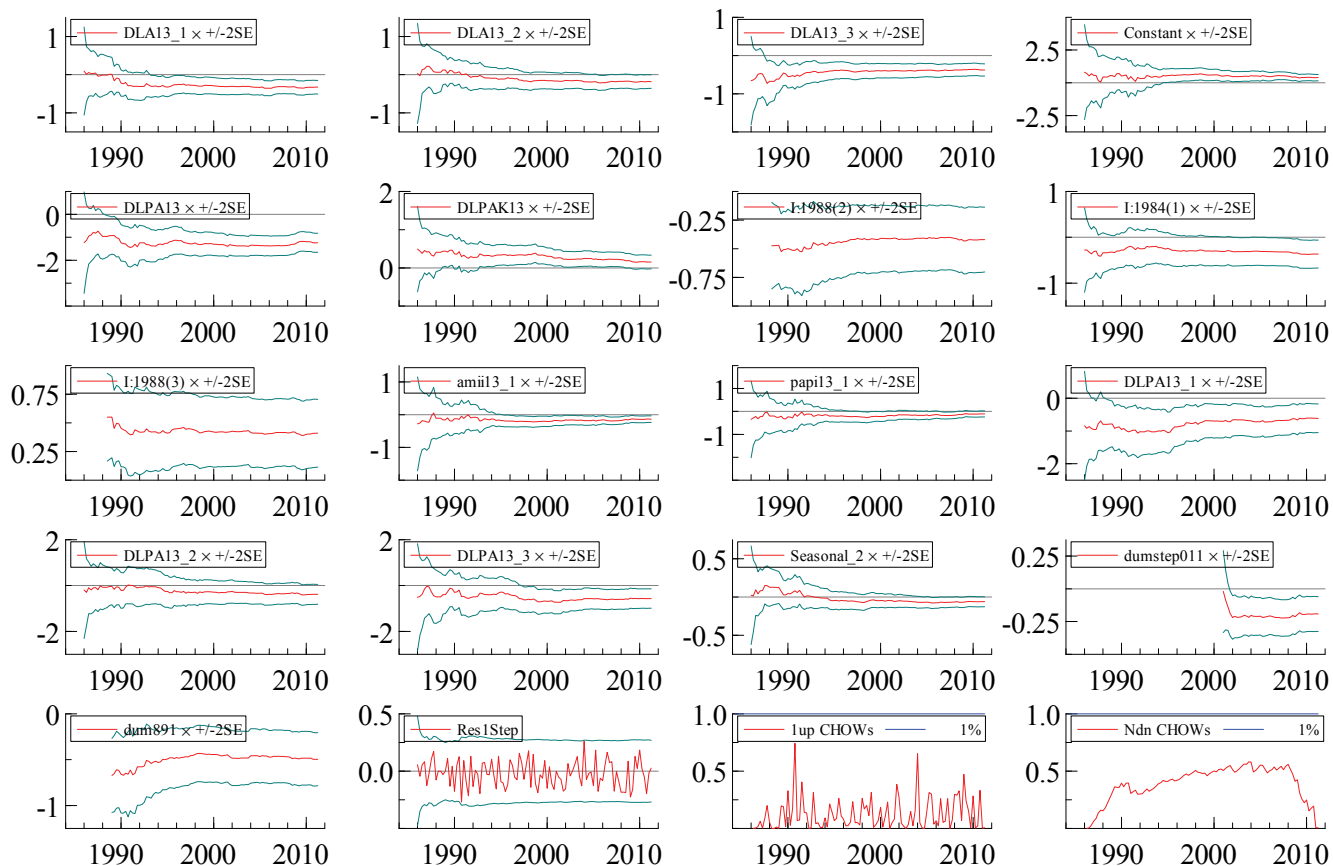 DLA13_1 × +/-2SE
DLA13_2 × +/-2SE
DLA13_3 × +/-2SE
Constant × +/-2SE
1
-1
1990 2000 2010
1
-1
1990 2000 2010
1
-1
1990 2000 2010
2.5
-2.5
1990 2000 2010
DLPA13 × +/-2SE
DLPAK13 × +/-2SE
I:1988(2) × +/-2SE
I:1984(1) × +/-2SE
0
-2
1990 2000 2010
2
0
1990 2000 2010
-0.25
-0.75
1990 2000 2010
1
-1
1990 2000 2010
I:1988(3) × +/-2SE
amii13_1 × +/-2SE
papi13_1 × +/-2SE
DLPA13_1 × +/-2SE
0.75
0.25
1990 2000 2010
1
-1
1990 2000 2010
1
-1
1990 2000 2010
0
-2
1990 2000 2010
DLPA13_2 × +/-2SE
DLPA13_3 × +/-2SE
Seasonal_2 × +/-2SE
dumstep011 × +/-2SE
2
-2
1990 2000 2010
2
-2
1990 2000 2010
0.5
-0.5
1990 2000 2010
0.25
-0.25
1990 2000 2010
dum891 × +/-2SE
Res1Step
1up CHOWs 1%
Ndn CHOWs 1%
0
-1
1990 2000 2010
0.5
0.0
1990 2000 2010
1.0
0.5
1990 2000 2010
1.0
0.5
1990 2000 2010